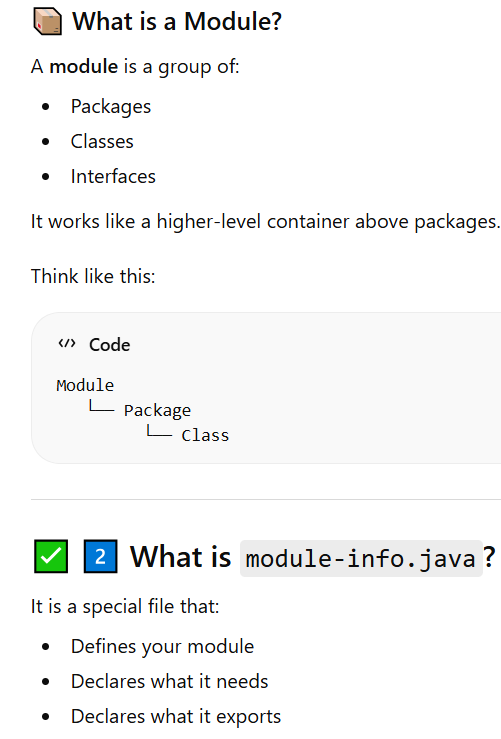 📦 What is a Module?
A module is a group of:
• Packages
• Classes
• Interfaces
It works like a higher-level container above packages.
Think like this:
</> Code
Module
└── Package
└── Class
✅ 2️⃣ What is module-info.java?
It is a special file that:
• Defines your module
• Declares what it needs
• Declares what it exports